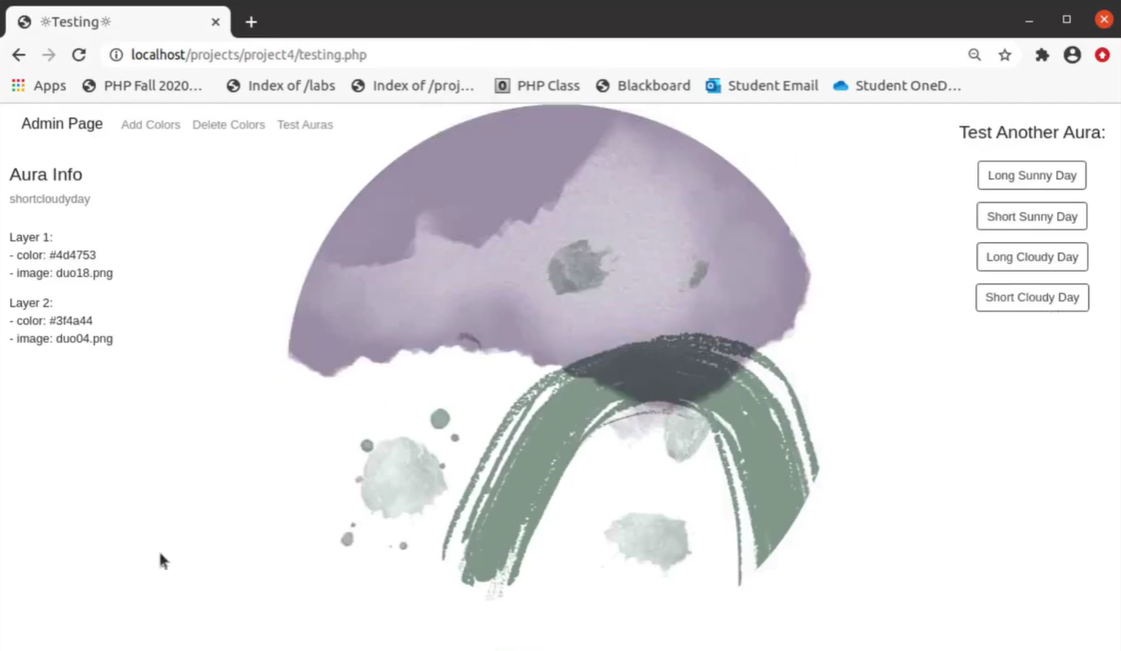 ☼Testing☼
localhost/projects/project4/testing.php
Apps PHP Fall 2020... Index of /labs Index of /proj... PHP Class Blackboard Student Email Student OneD...
Admin Page Add Colors Delete Colors Test Auras
Aura Info
shortcloudyday
Layer 1:
- color: #4d4753
- image: duo18.png
Layer 2:
- color: #3f4a44
- image: duo04.png
Test Another Aura:
Long Sunny Day
Short Sunny Day
Long Cloudy Day
Short Cloudy Day